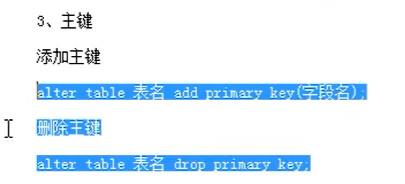 3、主键
添加主键
alter table 表名 add primary key(字段名);
删除主键
alter table 表名 drop primary key;